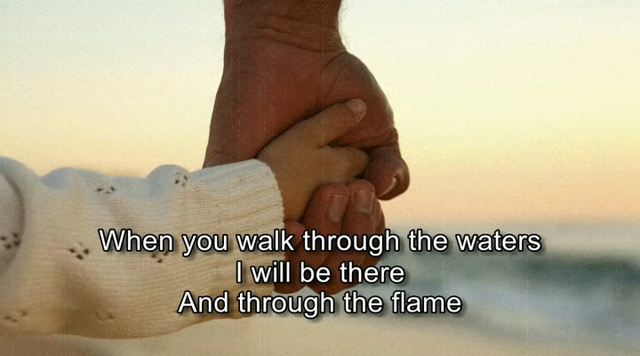 When you walk through the waters
I will be there
And through the flame